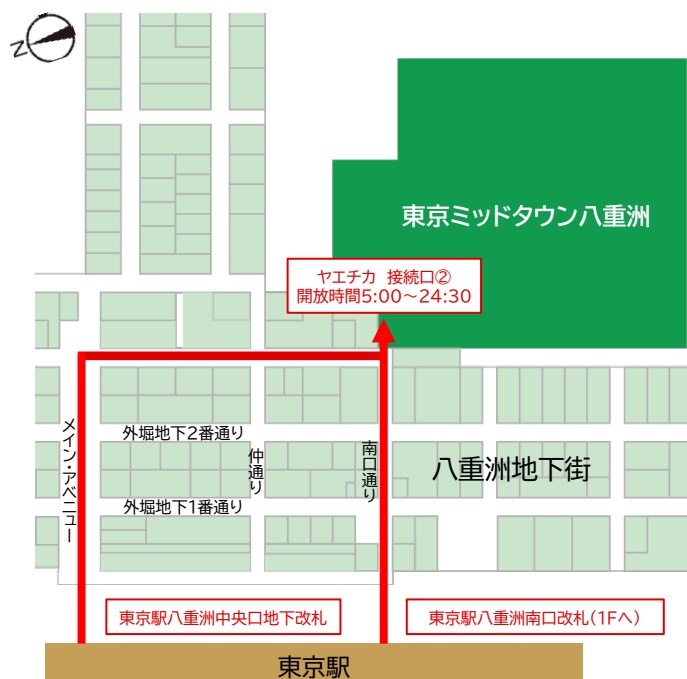 N
東京ミッドタウン八重洲
ヤエチカ 接続口②
開放時間5:00～24:30
外堀地下2番通り
メイン・アベニュー
仲通り
南口通り
八重洲地下街
外堀地下1番通り
東京駅八重洲中央口地下改札
東京駅八重洲南口改札(1Fへ)
東京駅